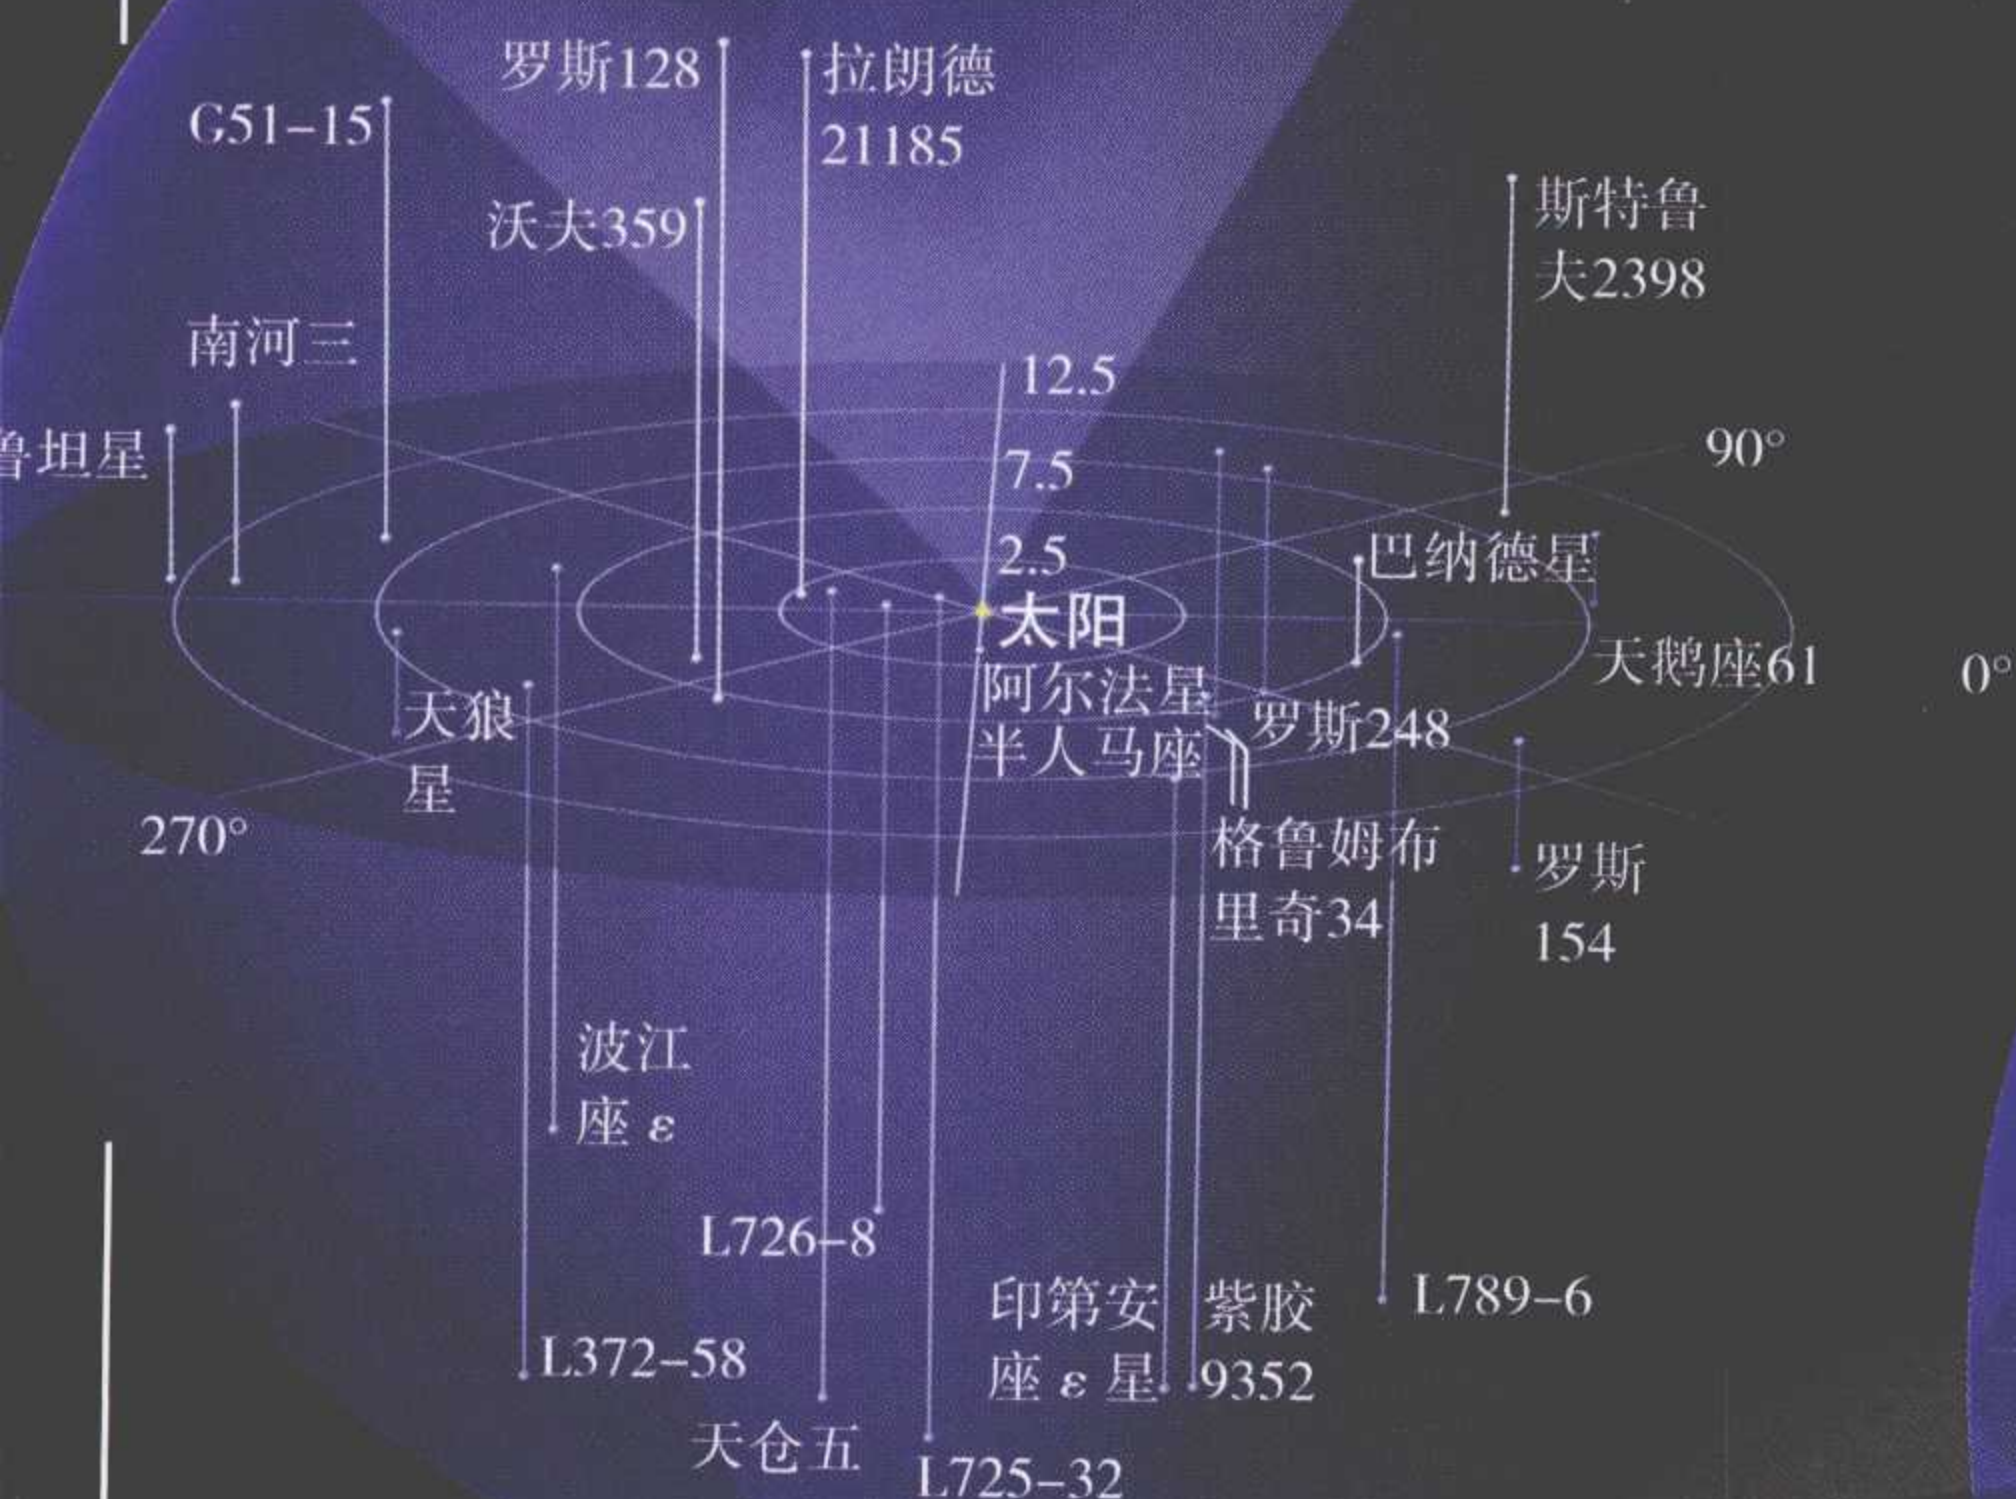 罗斯128
拉朗德
21185
G51-15
沃夫359
斯特鲁
夫2398
南河三
12.5
鲁坦星
7.5
90°
2.5
巴纳德星
太阳
阿尔法星
半人马座
天鹅座61
0°
天狼
星
罗斯248
270°
格鲁姆布
里奇34
罗斯
154
波江
座 ε
L726-8
印第安
座 ε 星
紫胶
9352
L789-6
L372-58
天仓五
L725-32